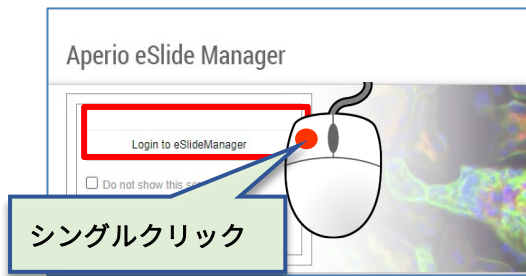 Aperio eSlide Manager
Login to eSlideManager
Do not show this
シングルクリック